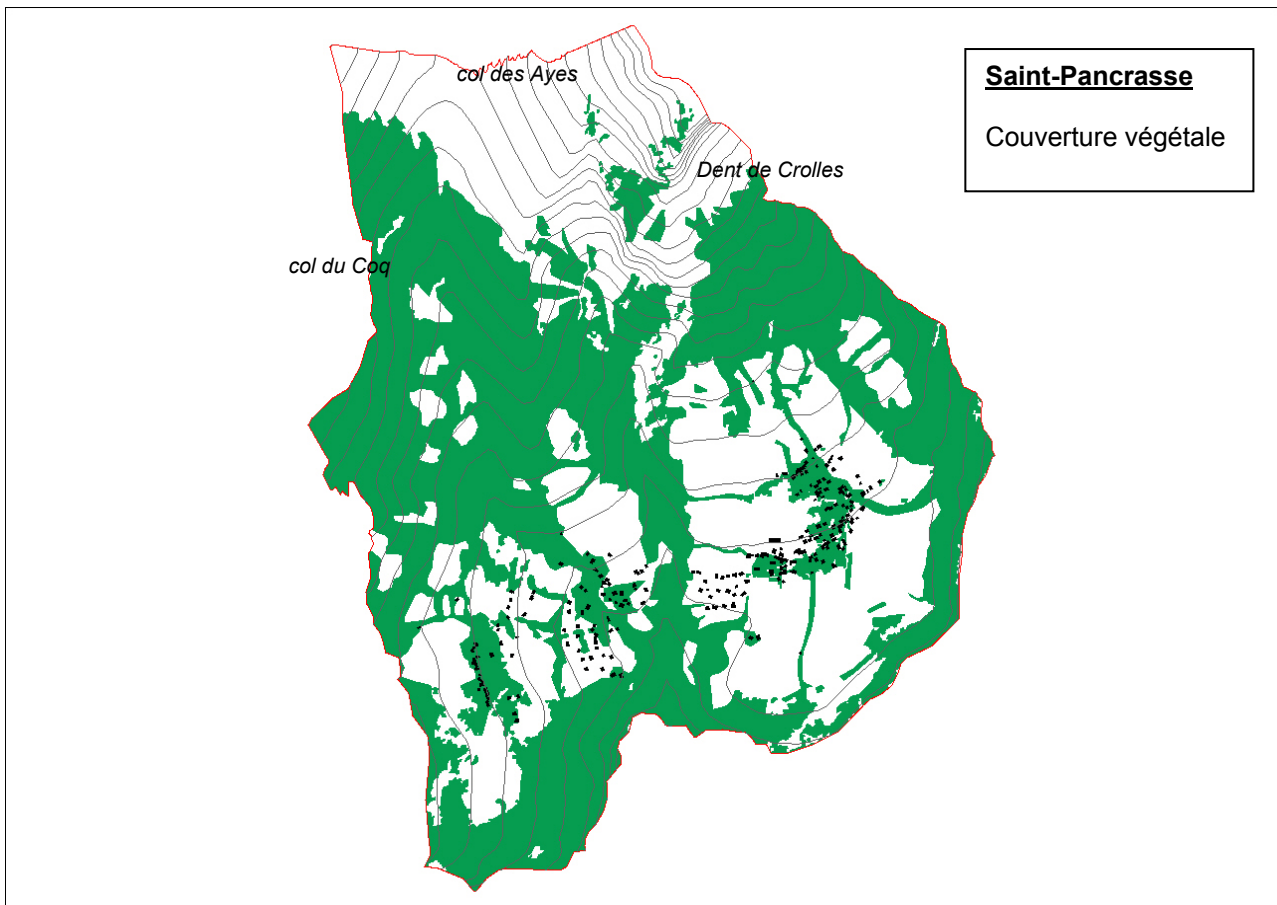 Saint-Pancrasse
Couverture végétale
col des Ayes
Dent de Crolles
col du Coq